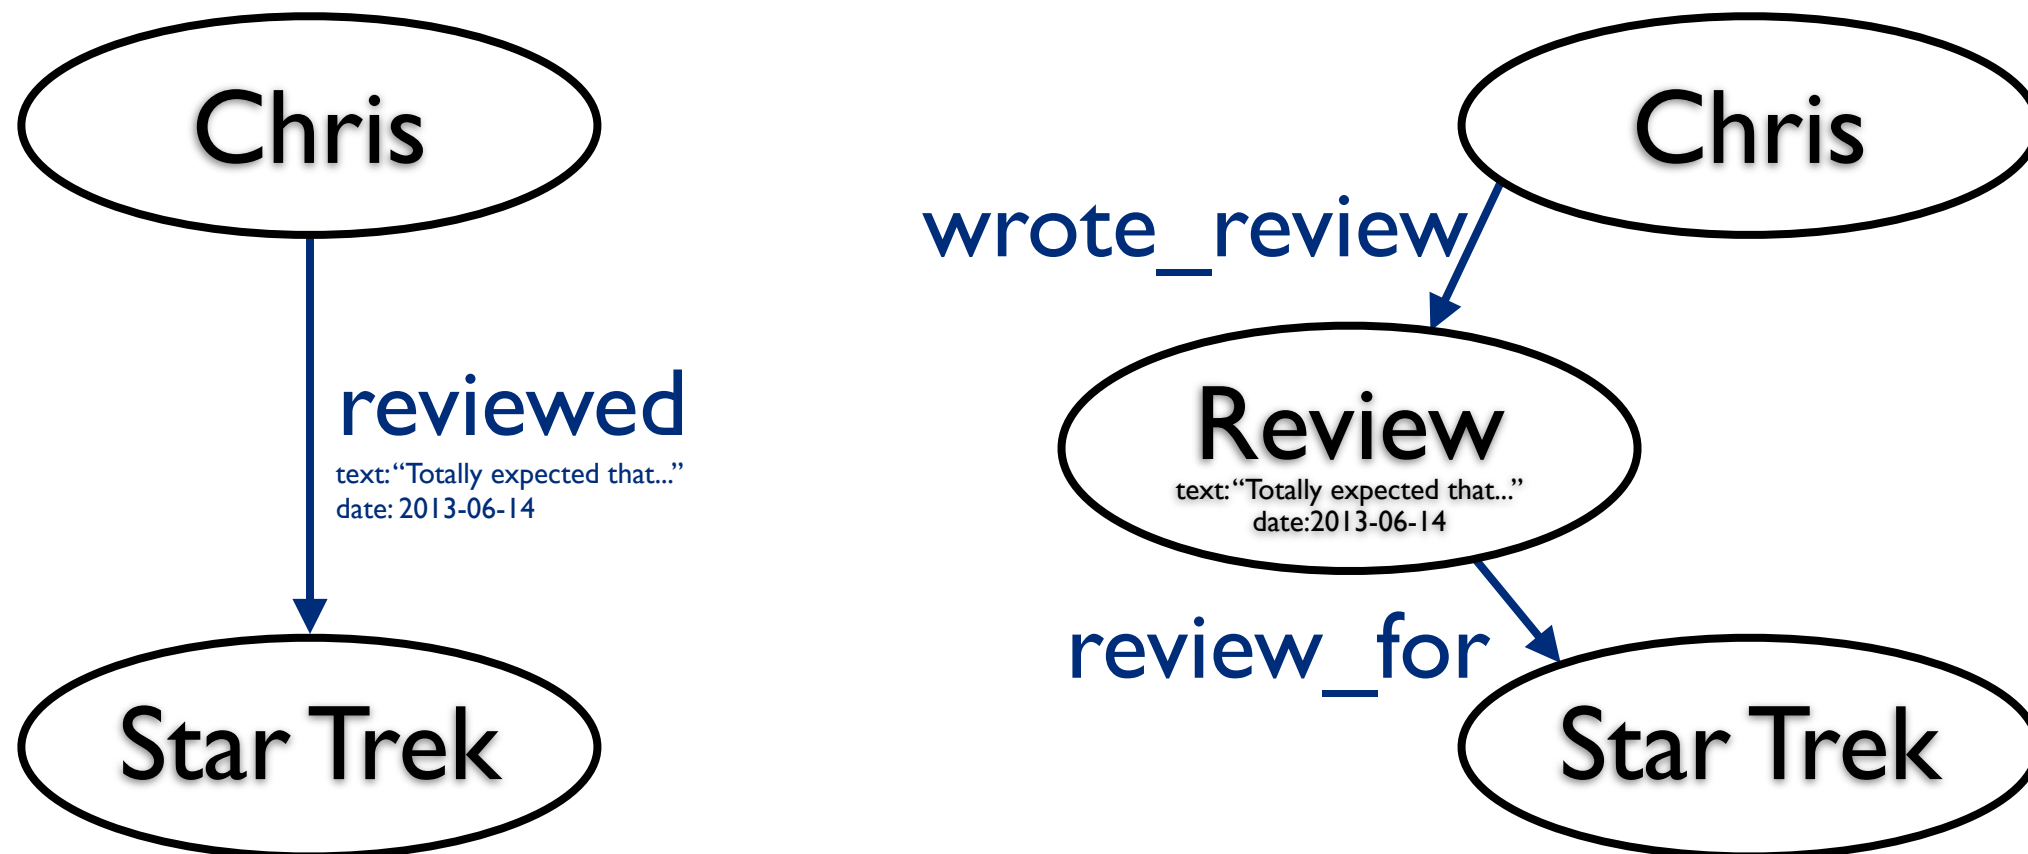 Chris
reviewed
text: “Totally expected that...”
date: 2013-06-14
Star Trek
Chris
wrote_review
Review
text: “Totally expected that...”
date:2013-06-14
review_for
Star Trek